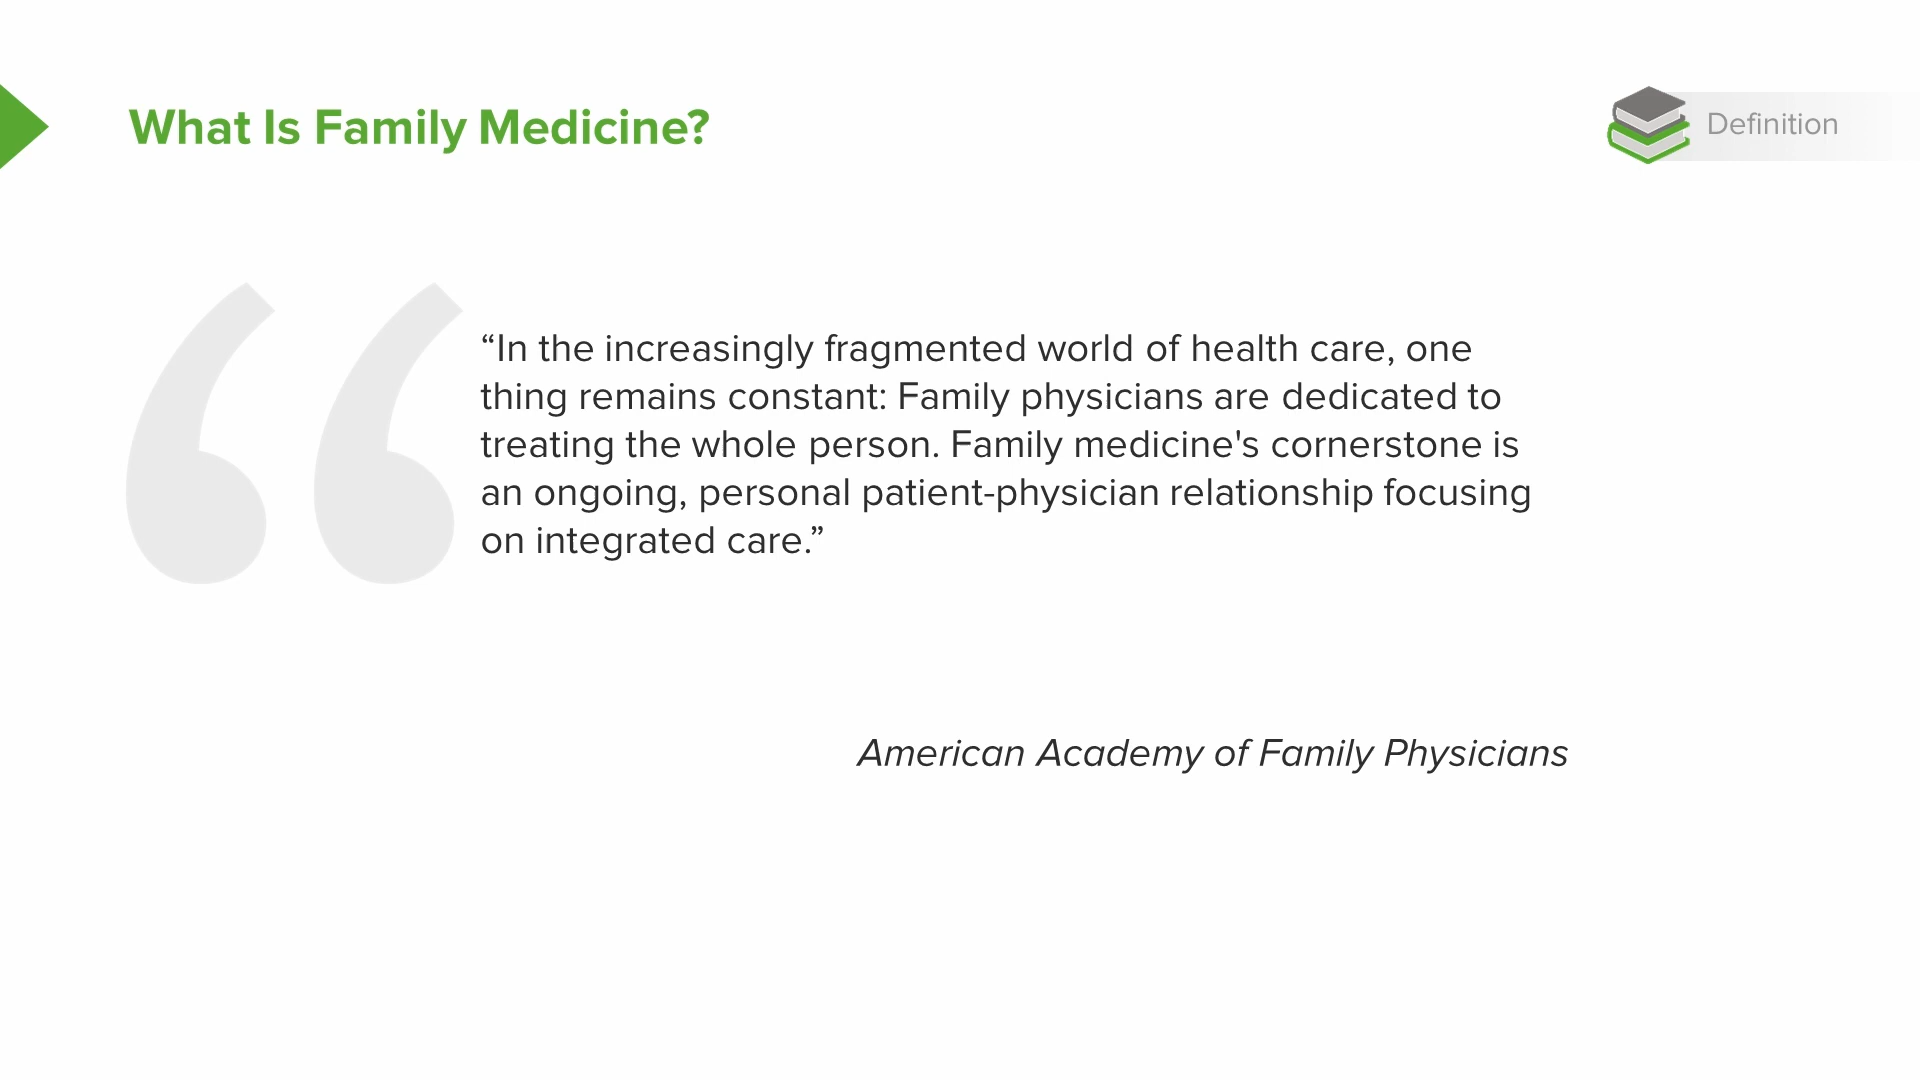 What Is Family Medicine?
Definition
“In the increasingly fragmented world of health care, one
thing remains constant: Family physicians are dedicated to
treating the whole person. Family medicine's cornerstone is
an ongoing, personal patient-physician relationship focusing
on integrated care.”
American Academy of Family Physicians